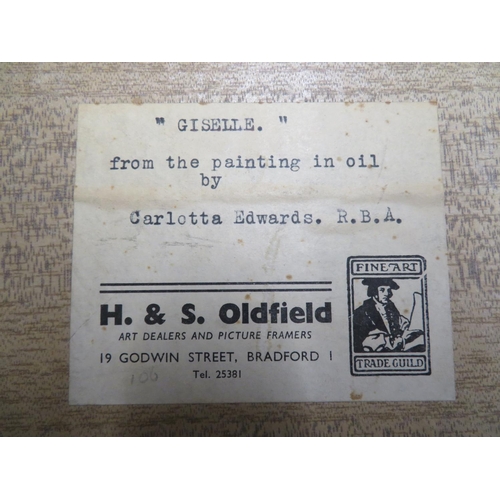 " GISELLE. "
from the painting in oil
by
Carlotta Edwards. R.B.A.
H. & S. Oldfield
ART DEALERS AND PICTURE FRAMERS
19 GODWIN STREET, BRADFORD 1
Tel. 25381
100
FINE ART
TRADE GUILD